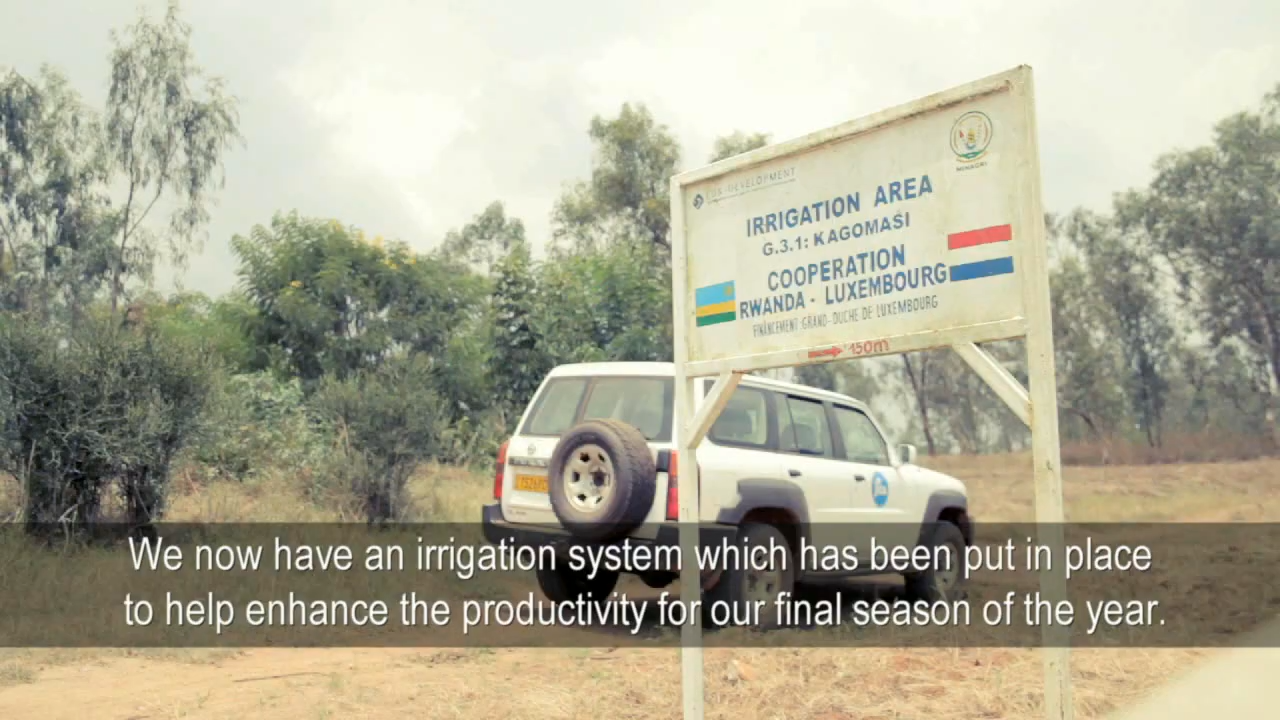 LUX-DEVELOPMENT
MINAGRI
IRRIGATION AREA
G.3.1: KAGOMASI
COOPERATION
RWANDA - LUXEMBOURG
FINANCEMENT: GRAND-DUCHE DE LUXEMBOURG
150m
We now have an irrigation system which has been put in place
to help enhance the productivity for our final season of the year.